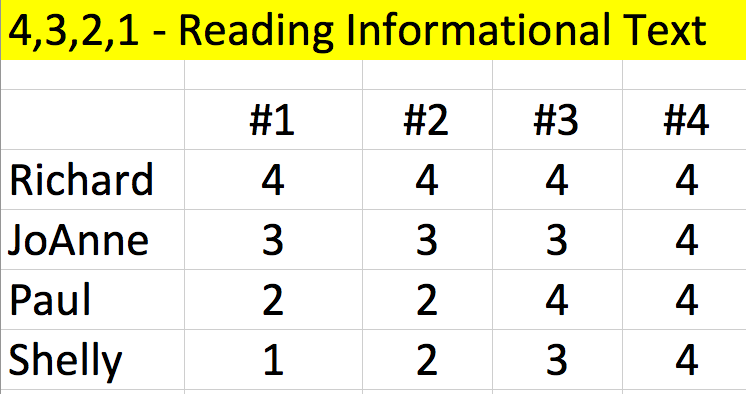 4,3,2,1 - Reading Informational Text
#1 #2 #3 #4
Richard 4 4 4 4
JoAnne 3 3 3 4
Paul 2 2 4 4
Shelly 1 2 3 4